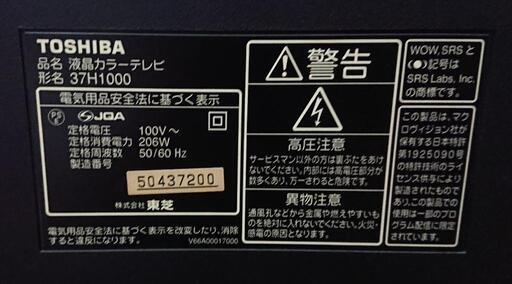 TOSHIBA
品名 液晶カラーテレビ
形名 37H1000
電気用品安全法に基づく表示
PS E JQA
定格電圧 100V～
定格消費電力 206W
定格周波数 50/60 Hz
製造番号
50437200
株式会社 東芝
電気用品安全法に基づく表示を改変したり、消除
すると違反になります。 V66A00017000
警告
高圧注意
サービスマン以外の方は裏ぶたをあけ
ないでください。内部には高電圧部分が
数多くあり、万一さわると危険です。
異物注意
通風孔などから金属や燃えやすいもの
を絶対に入れないでください。火災・
感電の原因となります。
WOW, SRS と
(●)記号は
SRS Labs, Inc.
の商標です。
この製品は、マク
ロヴィジョン社が
保有する日本特許
第1925090号
の特許技術のライセ
ンス供与により
製造されたもので
あり、この製品での
使用は一部のプロ
グラム配信に限定
されています。